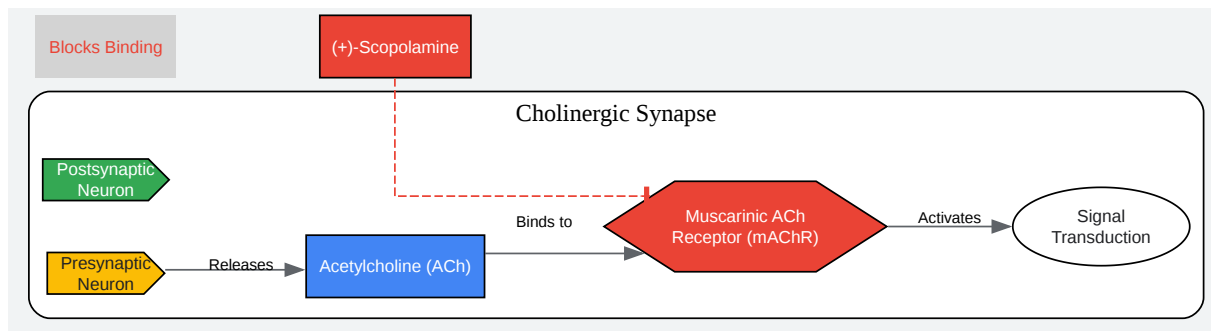 Blocks Binding
(+)-Scopolamine
Cholinergic Synapse
Postsynaptic
Neuron
Presynaptic
Neuron
Releases
Acetylcholine (ACh)
Binds to
Muscarinic ACh
Receptor (mAChR)
Activates
Signal
Transduction